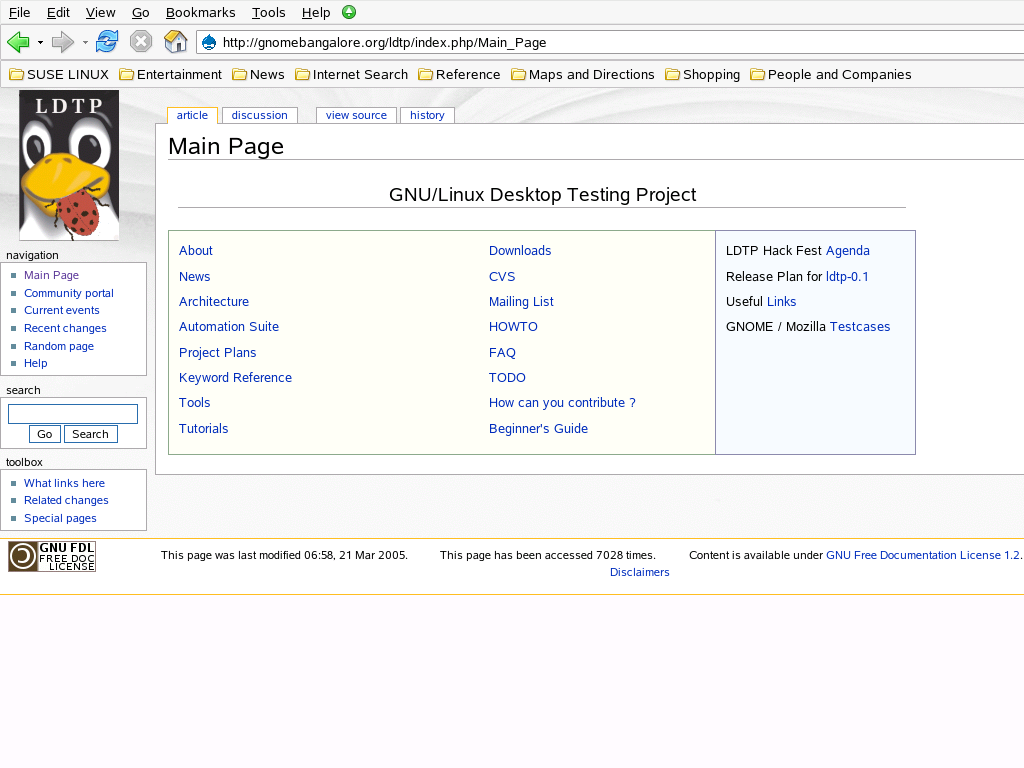 File Edit View Go Bookmarks Tools Help
http://gnomebangalore.org/ldtp/index.php/Main_Page
SUSE LINUX Entertainment News Internet Search Reference Maps and Directions Shopping People and Companies
LDTP
article discussion view source history
Main Page
GNU/Linux Desktop Testing Project
navigation
Main Page
Community portal
Current events
Recent changes
Random page
Help
search
Go Search
toolbox
What links here
Related changes
Special pages
About
News
Architecture
Automation Suite
Project Plans
Keyword Reference
Tools
Tutorials
Downloads
CVS
Mailing List
HOWTO
FAQ
TODO
How can you contribute ?
Beginner's Guide
LDTP Hack Fest Agenda
Release Plan for ldtp-0.1
Useful Links
GNOME / Mozilla Testcases
GNU FDL
FREE DOC
LICENSE
This page was last modified 06:58, 21 Mar 2005. This page has been accessed 7028 times. Content is available under GNU Free Documentation License 1.2.
Disclaimers